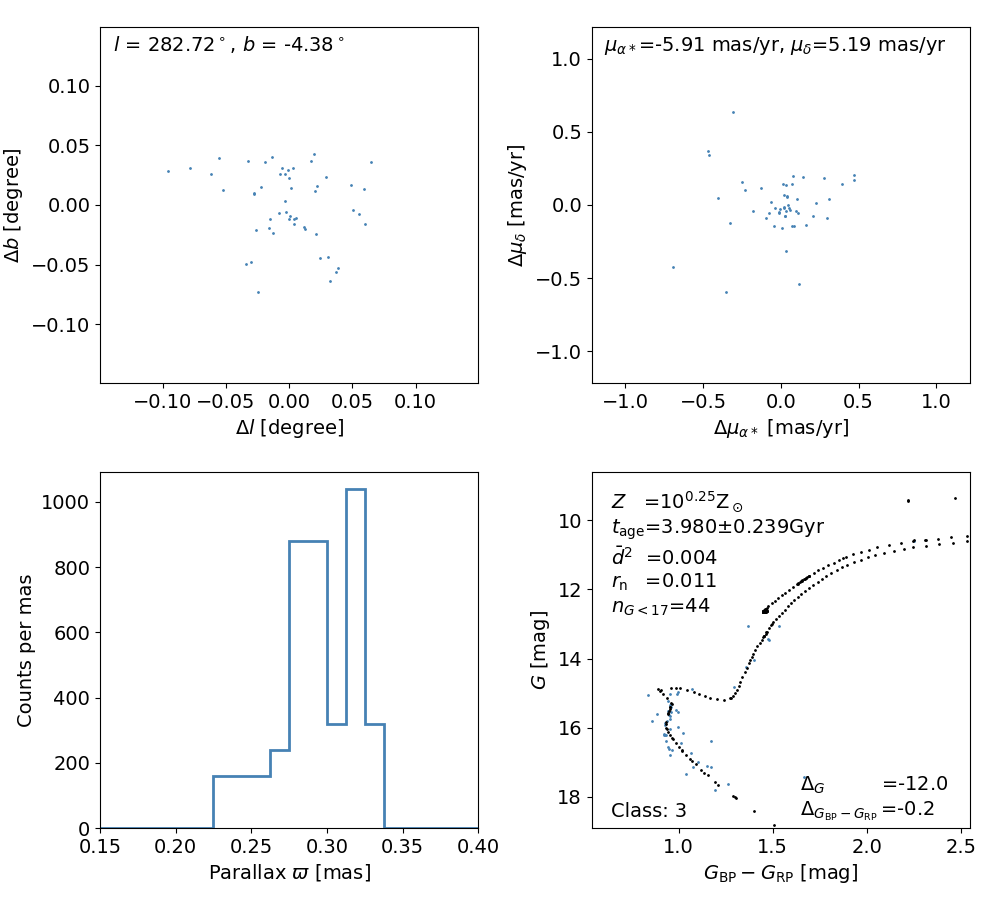 l = 282.72°, b = -4.38°
0.10
0.05
0.00
−0.05
−0.10
Δb [degree]
−0.10 −0.05 0.00 0.05 0.10
Δl [degree]
μα*=-5.91 mas/yr, μδ=5.19 mas/yr
1.0
0.5
0.0
−0.5
−1.0
Δμδ [mas/yr]
−1.0 −0.5 0.0 0.5 1.0
Δμα* [mas/yr]
1000
800
600
400
200
0
Counts per mas
0.15 0.20 0.25 0.30 0.35 0.40
Parallax ϖ [mas]
Z =10^0.25 Z⊙
t_age=3.980±0.239Gyr
d̄² =0.004
r_n =0.011
n_G<17=44
10
12
14
16
18
G [mag]
Δ_G =-12.0
Class: 3
Δ_G_BP−G_RP =-0.2
1.0 1.5 2.0 2.5
G_BP − G_RP [mag]